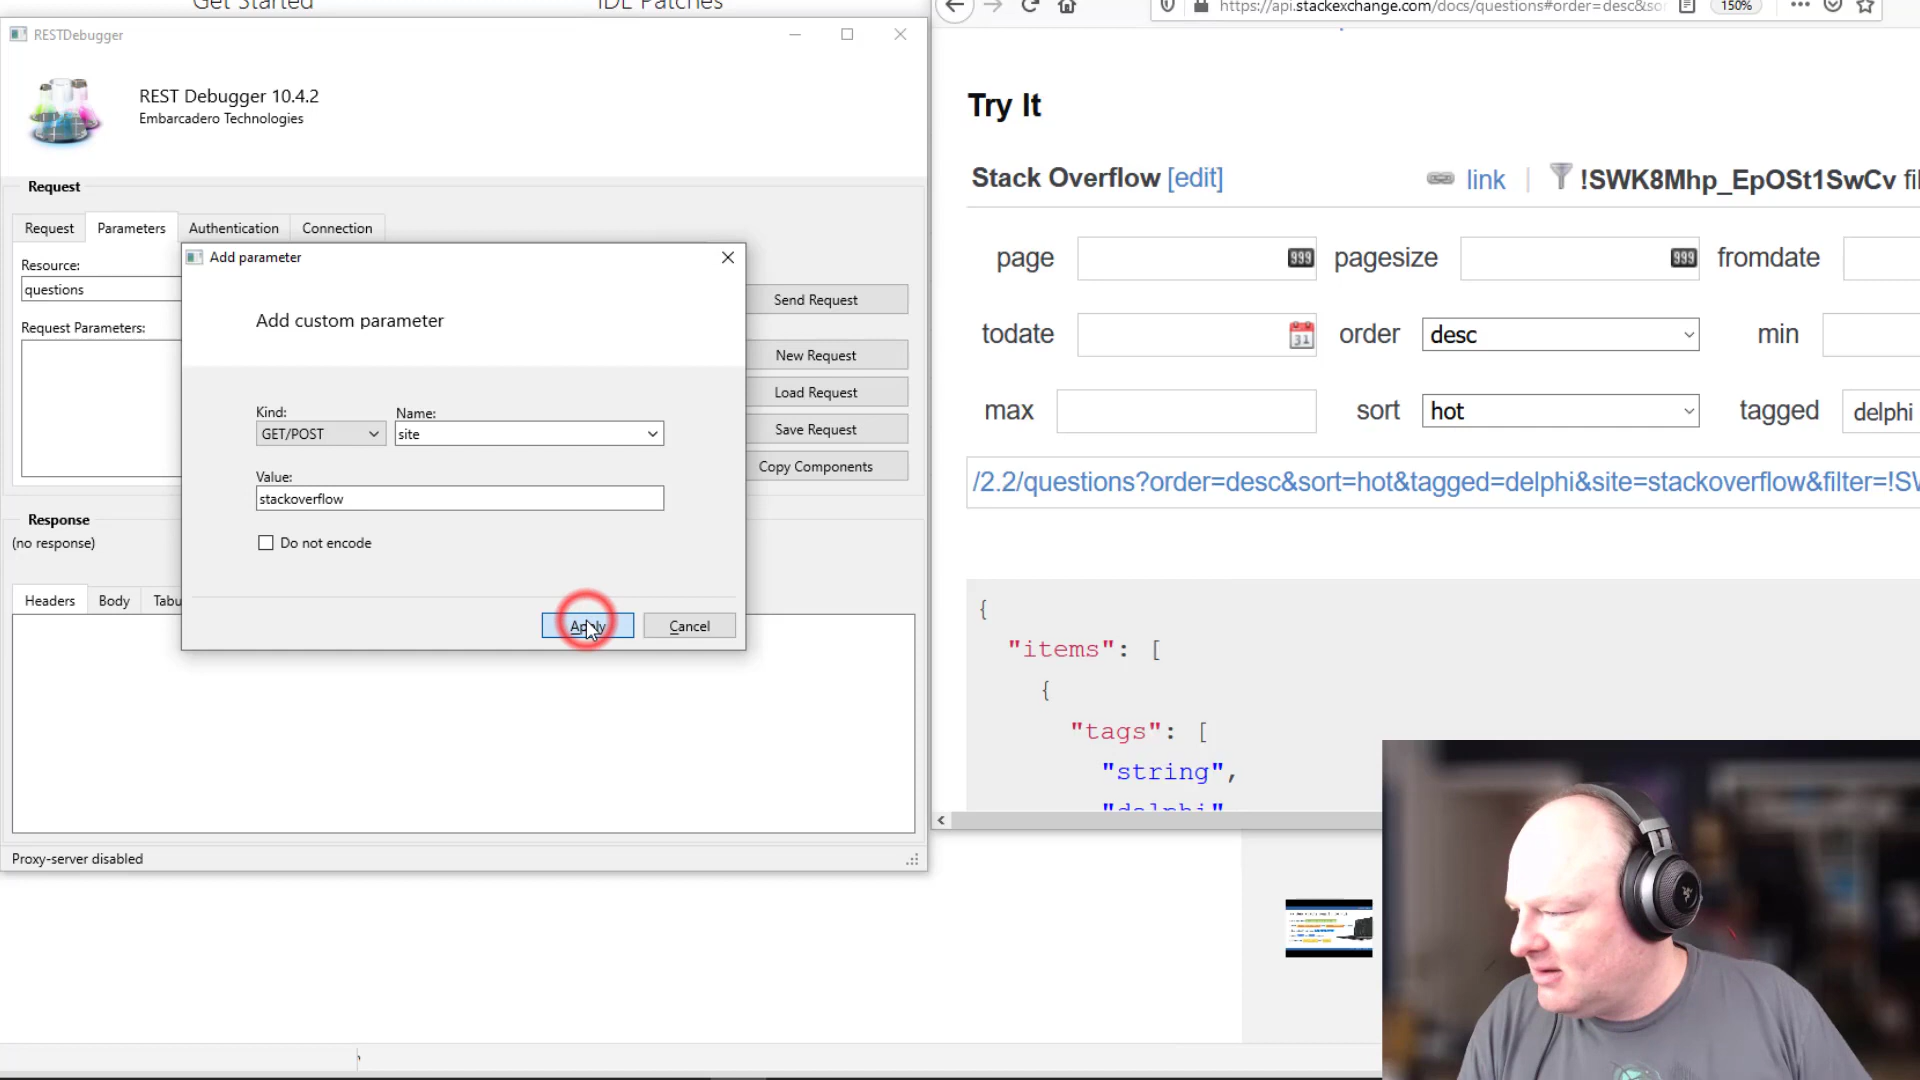 Get Started
IDE Patches
RESTDebugger
REST Debugger 10.4.2
Embarcadero Technologies
Request
Request
Parameters
Authentication
Connection
Resource:
questions
Request Parameters:
Send Request
New Request
Load Request
Save Request
Copy Components
Add parameter
Add custom parameter
Kind:
Name:
GET/POST
site
Value:
stackoverflow
Do not encode
Apply
Cancel
Response
(no response)
Headers
Body
Tabu
Proxy-server disabled
https://api.stackexchange.com/docs/questions#order=desc&so
150%
Try It
Stack Overflow [edit]
link
!SWK8Mhp_EpOSt1SwCv fil
page
999
pagesize
999
fromdate
todate
31
order
desc
min
max
sort
hot
tagged
delphi
/2.2/questions?order=desc&sort=hot&tagged=delphi&site=stackoverflow&filter=!SW
{
"items": [
{
"tags": [
"string",
"delphi"